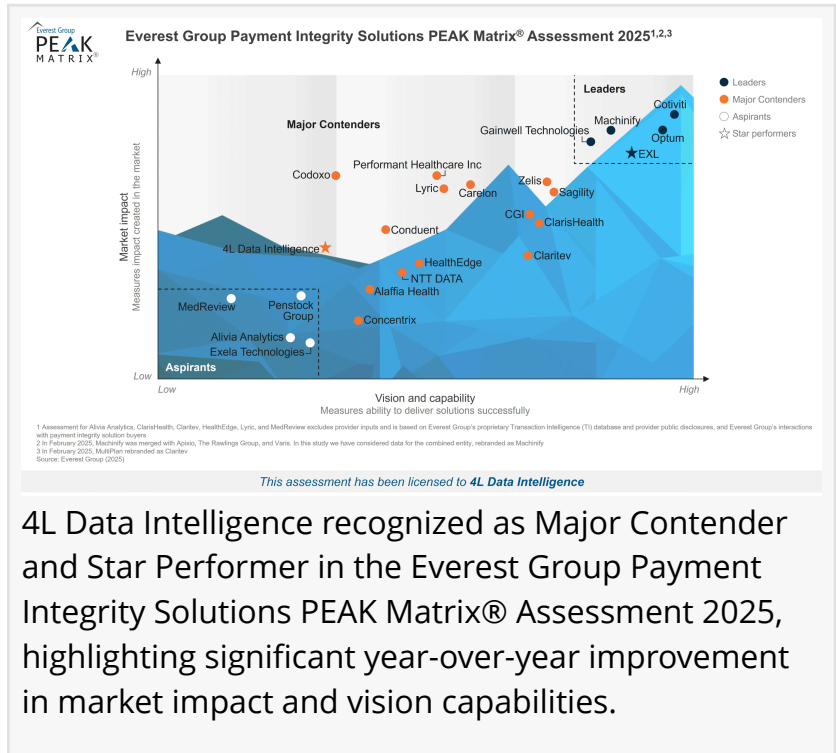 Everest Group
PEAK
MATRIX®
Everest Group Payment Integrity Solutions PEAK Matrix® Assessment 2025¹,²,³
High
Leaders
Major Contenders
Aspirants
Star performers
Leaders
Cotiviti
Machinify
Gainwell Technologies
Optum
EXL
Major Contenders
Performant Healthcare Inc
Codoxo
Lyric
Carelon
Zelis
Sagility
CGI
ClarisHealth
Conduent
4L Data Intelligence
Claritev
HealthEdge
NTT DATA
Alaffia Health
MedReview
Penstock
Group
Concentrix
Alivia Analytics
Exela Technologies
Aspirants
Market impact
Measures impact created in the market
Low
Low
High
Vision and capability
Measures ability to deliver solutions successfully
1 Assessment for Alivia Analytics, ClarisHealth, Claritev, HealthEdge, Lyric, and MedReview excludes provider inputs and is based on Everest Group's proprietary Transaction Intelligence (TI) database and provider public disclosures, and Everest Group's interactions
with payment integrity solution buyers
2 In February 2025, Machinify was merged with Apixio, The Rawlings Group, and Varis. In this study we have considered data for the combined entity, rebranded as Machinify
3 In February 2025, MultiPlan rebranded as Claritev
Source: Everest Group (2025)
This assessment has been licensed to 4L Data Intelligence
4L Data Intelligence recognized as Major Contender
and Star Performer in the Everest Group Payment
Integrity Solutions PEAK Matrix® Assessment 2025,
highlighting significant year-over-year improvement
in market impact and vision capabilities.